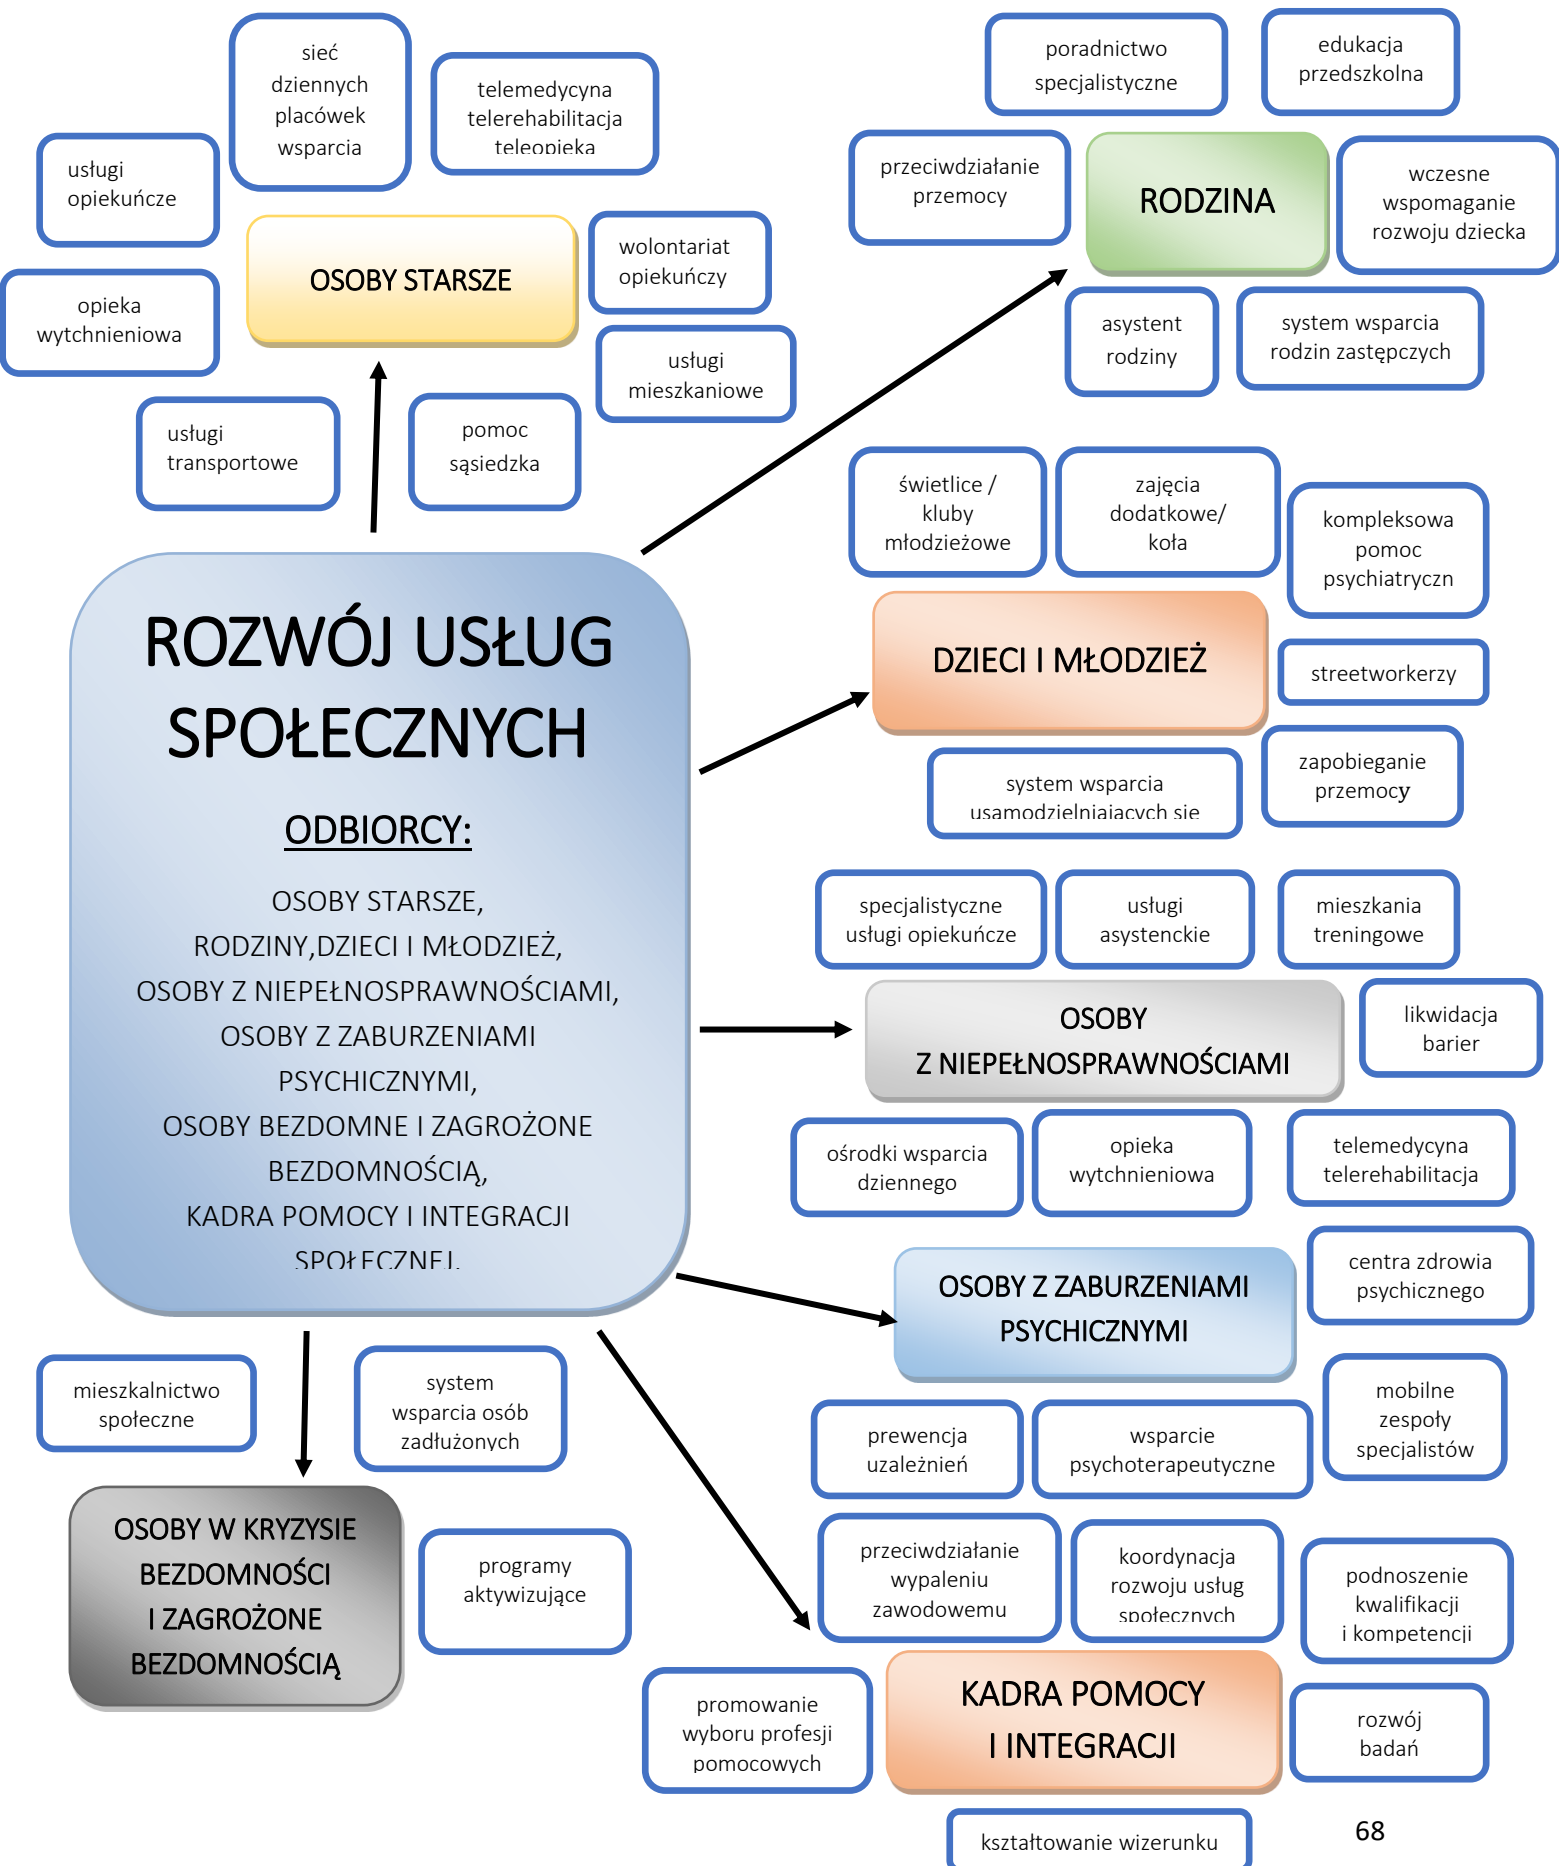 sieć
dziennych
placówek
wsparcia
telemedycyna
telerehabilitacja
teleopieka
usługi
opiekuńcze
OSOBY STARSZE
wolontariat
opiekuńczy
opieka
wytchnieniowa
usługi
mieszkaniowe
usługi
transportowe
pomoc
sąsiedzka
poradnictwo
specjalistyczne
edukacja
przedszkolna
przeciwdziałanie
przemocy
RODZINA
wczesne
wspomaganie
rozwoju dziecka
asystent
rodziny
system wsparcia
rodzin zastępczych
świetlice /
kluby
młodzieżowe
zajęcia
dodatkowe/
koła
kompleksowa
pomoc
psychiatryczn
DZIECI I MŁODZIEŻ
streetworkerzy
system wsparcia
usamodzielniających się
zapobieganie
przemocy
ROZWÓJ USŁUG
SPOŁECZNYCH
ODBIORCY:
OSOBY STARSZE,
RODZINY,DZIECI I MŁODZIEŻ,
OSOBY Z NIEPEŁNOSPRAWNOŚCIAMI,
OSOBY Z ZABURZENIAMI
PSYCHICZNYMI,
OSOBY BEZDOMNE I ZAGROŻONE
BEZDOMNOŚCIĄ,
KADRA POMOCY I INTEGRACJI
SPOŁECZNEJ.
specjalistyczne
usługi opiekuńcze
usługi
asystenckie
mieszkania
treningowe
OSOBY
Z NIEPEŁNOSPRAWNOŚCIAMI
likwidacja
barier
ośrodki wsparcia
dziennego
opieka
wytchnieniowa
telemedycyna
telerehabilitacja
OSOBY Z ZABURZENIAMI
PSYCHICZNYMI
centra zdrowia
psychicznego
mobilne
zespoły
specjalistów
prewencja
uzależnień
wsparcie
psychoterapeutyczne
mieszkalnictwo
społeczne
system
wsparcia osób
zadłużonych
OSOBY W KRYZYSIE
BEZDOMNOŚCI
I ZAGROŻONE
BEZDOMNOŚCIĄ
programy
aktywizujące
przeciwdziałanie
wypaleniu
zawodowemu
koordynacja
rozwoju usług
społecznych
podnoszenie
kwalifikacji
i kompetencji
promowanie
wyboru profesji
pomocowych
KADRA POMOCY
I INTEGRACJI
rozwój
badań
kształtowanie wizerunku
68